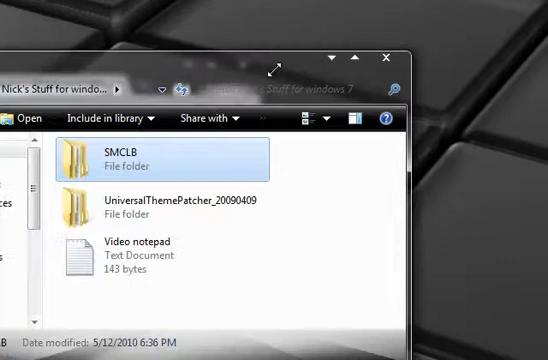 Nick's Stuff for windo...
Stuff for windows 7
Open
Include in library
Share with
»
SMCLB
File folder
UniversalThemePatcher_20090409
File folder
Video notepad
Text Document
143 bytes
Date modified: 5/12/2010 6:36 PM